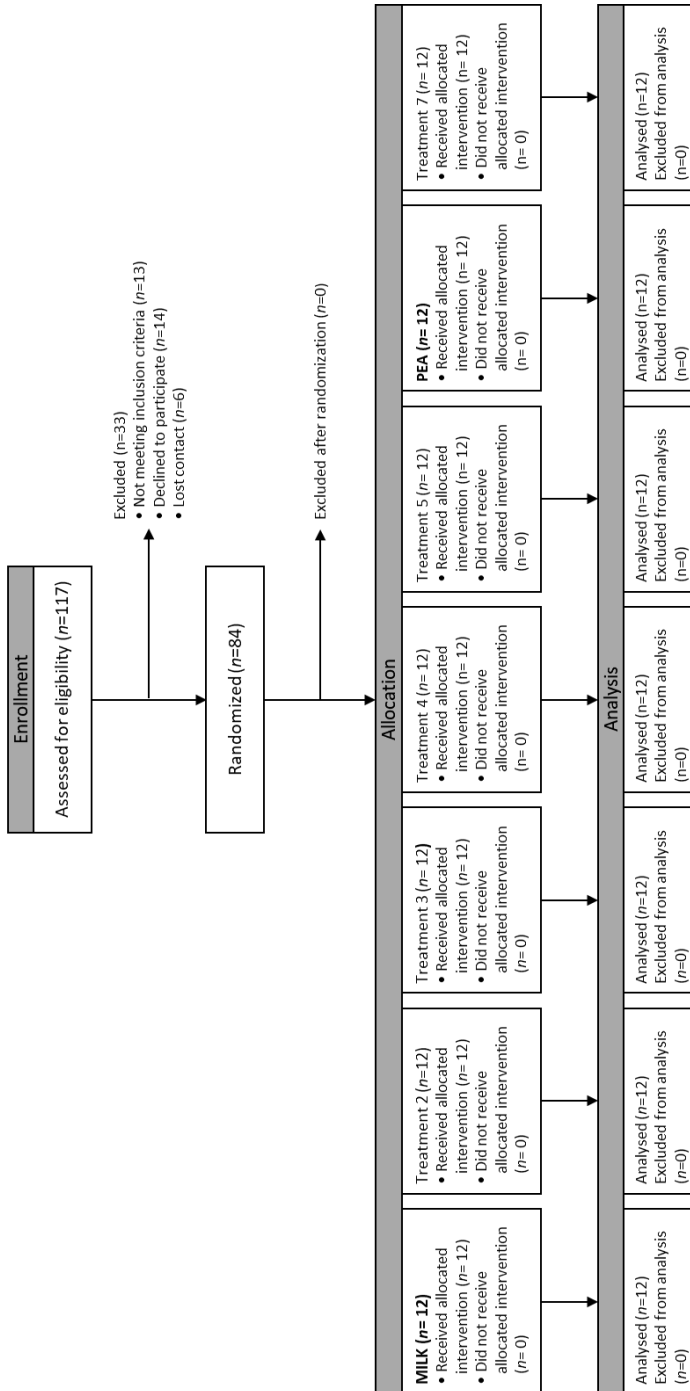 Enrollment
Assessed for eligibility (n=117)
Excluded (n=33)
• Not meeting inclusion criteria (n=13)
• Declined to participate (n=14)
• Lost contact (n=6)
Randomized (n=84)
Excluded after randomization (n=0)
Allocation
MILK (n= 12)
• Received allocated
intervention (n= 12)
• Did not receive
allocated intervention
(n= 0)
Treatment 2 (n=12)
• Received allocated
intervention (n= 12)
• Did not receive
allocated intervention
(n= 0)
Treatment 3 (n= 12)
• Received allocated
intervention (n= 12)
• Did not receive
allocated intervention
(n= 0)
Treatment 4 (n= 12)
• Received allocated
intervention (n= 12)
• Did not receive
allocated intervention
(n= 0)
Treatment 5 (n= 12)
• Received allocated
intervention (n= 12)
• Did not receive
allocated intervention
(n= 0)
PEA (n= 12)
• Received allocated
intervention (n= 12)
• Did not receive
allocated intervention
(n= 0)
Treatment 7 (n= 12)
• Received allocated
intervention (n= 12)
• Did not receive
allocated intervention
(n= 0)
Analysis
Analysed (n=12)
Excluded from analysis
(n=0)
Analysed (n=12)
Excluded from analysis
(n=0)
Analysed (n=12)
Excluded from analysis
(n=0)
Analysed (n=12)
Excluded from analysis
(n=0)
Analysed (n=12)
Excluded from analysis
(n=0)
Analysed (n=12)
Excluded from analysis
(n=0)
Analysed (n=12)
Excluded from analysis
(n=0)